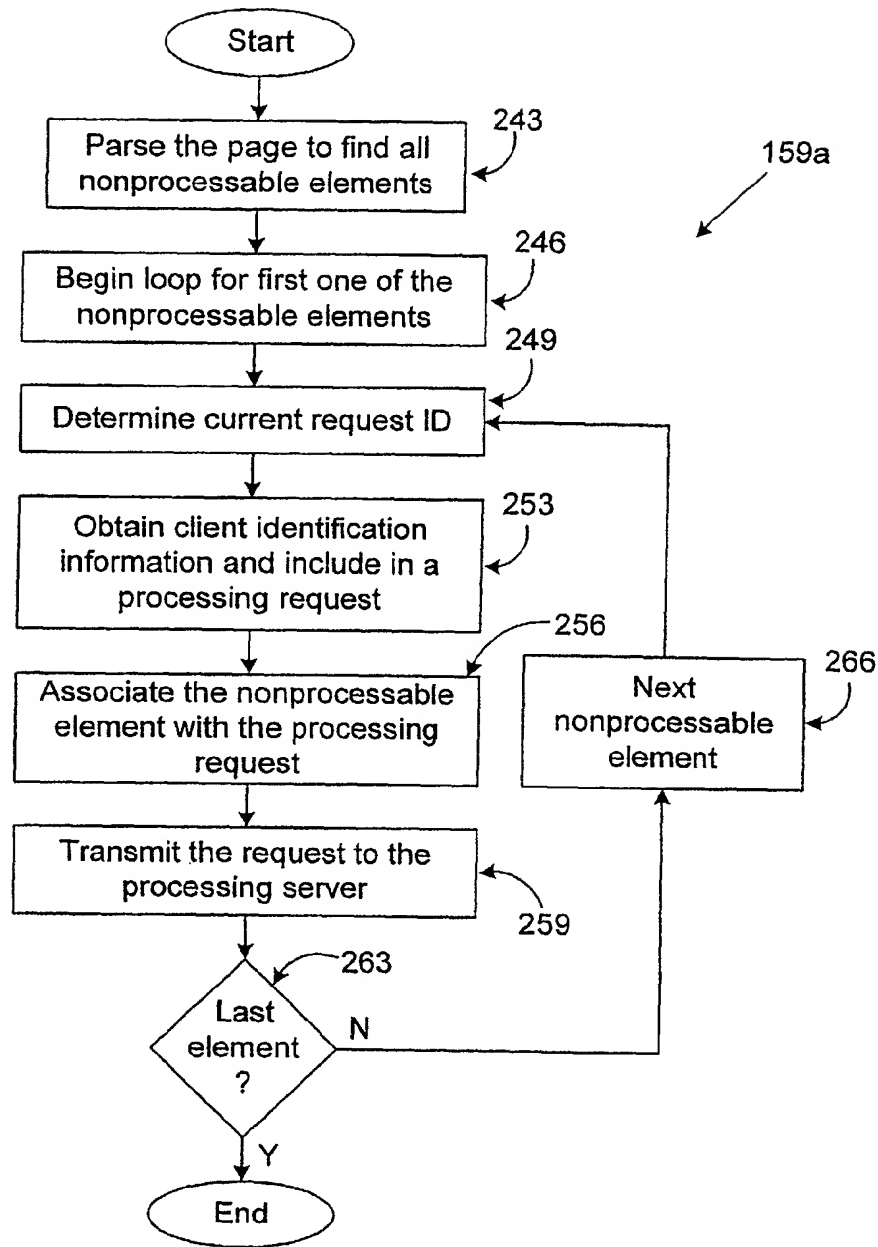 Start
Parse the page to find all
nonprocessable elements
243
159a
Begin loop for first one of the
nonprocessable elements
246
Determine current request ID
249
Obtain client identification
information and include in a
processing request
253
Associate the nonprocessable
element with the processing
request
256
Next
nonprocessable
element
266
Transmit the request to the
processing server
259
Last
element
?
263
N
Y
End